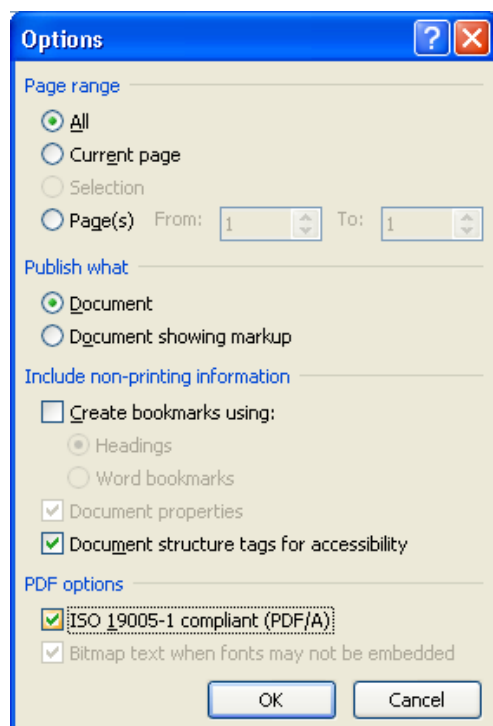 Options
Page range
All
Current page
Selection
Page(s) From: 1 To: 1
Publish what
Document
Document showing markup
Include non-printing information
Create bookmarks using:
Headings
Word bookmarks
Document properties
Document structure tags for accessibility
PDF options
ISO 19005-1 compliant (PDF/A)
Bitmap text when fonts may not be embedded
OK Cancel